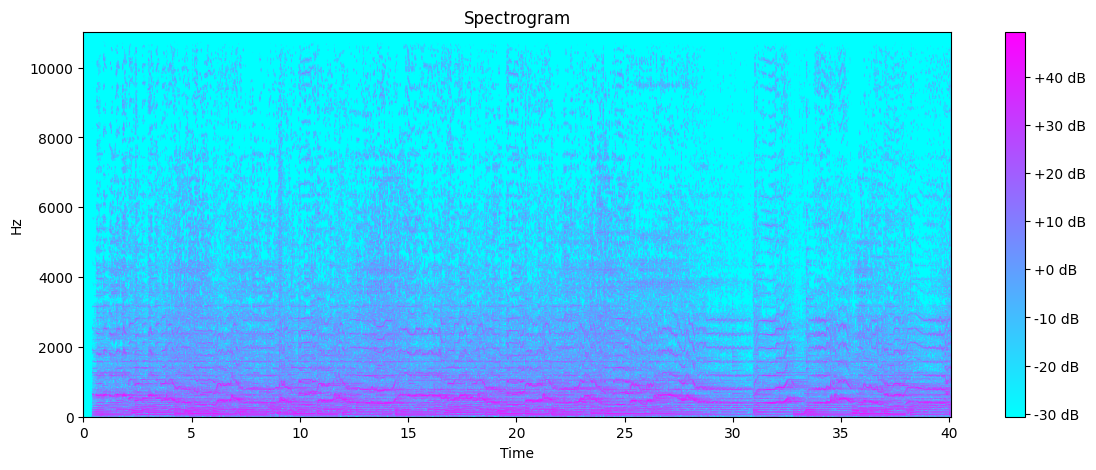 Spectrogram
10000
8000
6000
4000
2000
0
Hz
0 5 10 15 20 25 30 35 40
Time
+40 dB
+30 dB
+20 dB
+10 dB
+0 dB
-10 dB
-20 dB
-30 dB